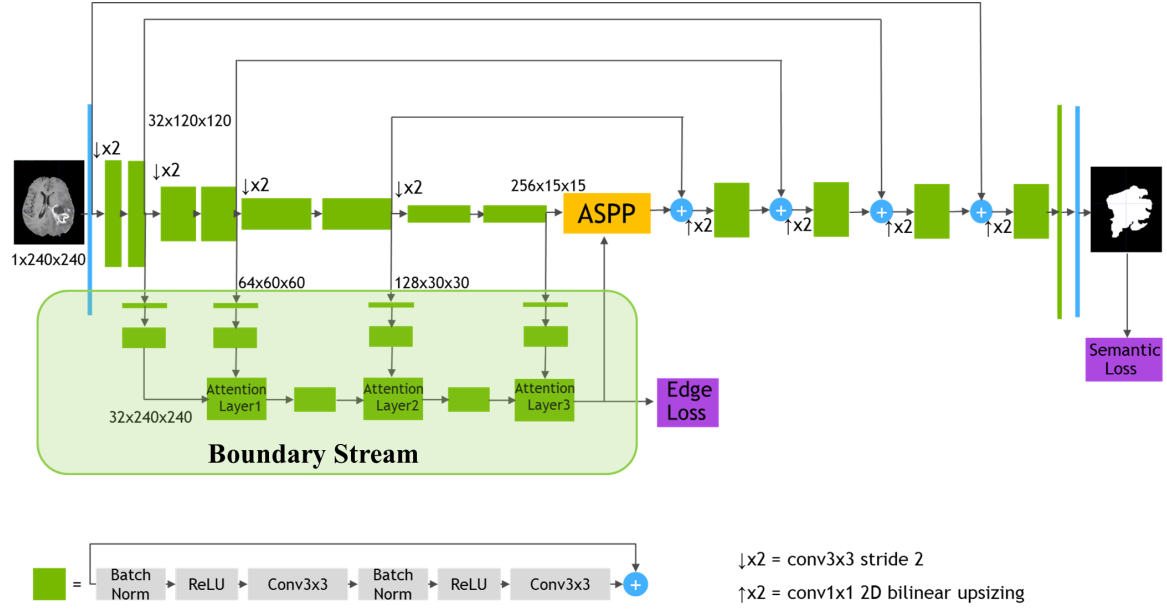 32x120x120
↓x2
↓x2
↓x2
↓x2
256x15x15
ASPP
+
+
+
+
↑x2
↑x2
↑x2
↑x2
1x240x240
64x60x60
128x30x30
Attention
Layer1
Attention
Layer2
Attention
Layer3
32x240x240
Edge
Loss
Semantic
Loss
Boundary Stream
=
Batch
Norm
ReLU
Conv3x3
Batch
Norm
ReLU
Conv3x3
+
↓x2 = conv3x3 stride 2
↑x2 = conv1x1 2D bilinear upsizing